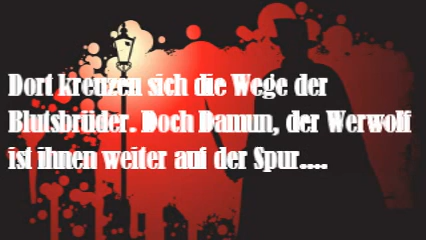 Dort kreuzen sich die Wege der
Blutsbrüder. Doch Damun, der Werwolf
ist ihnen weiter auf der Spur....